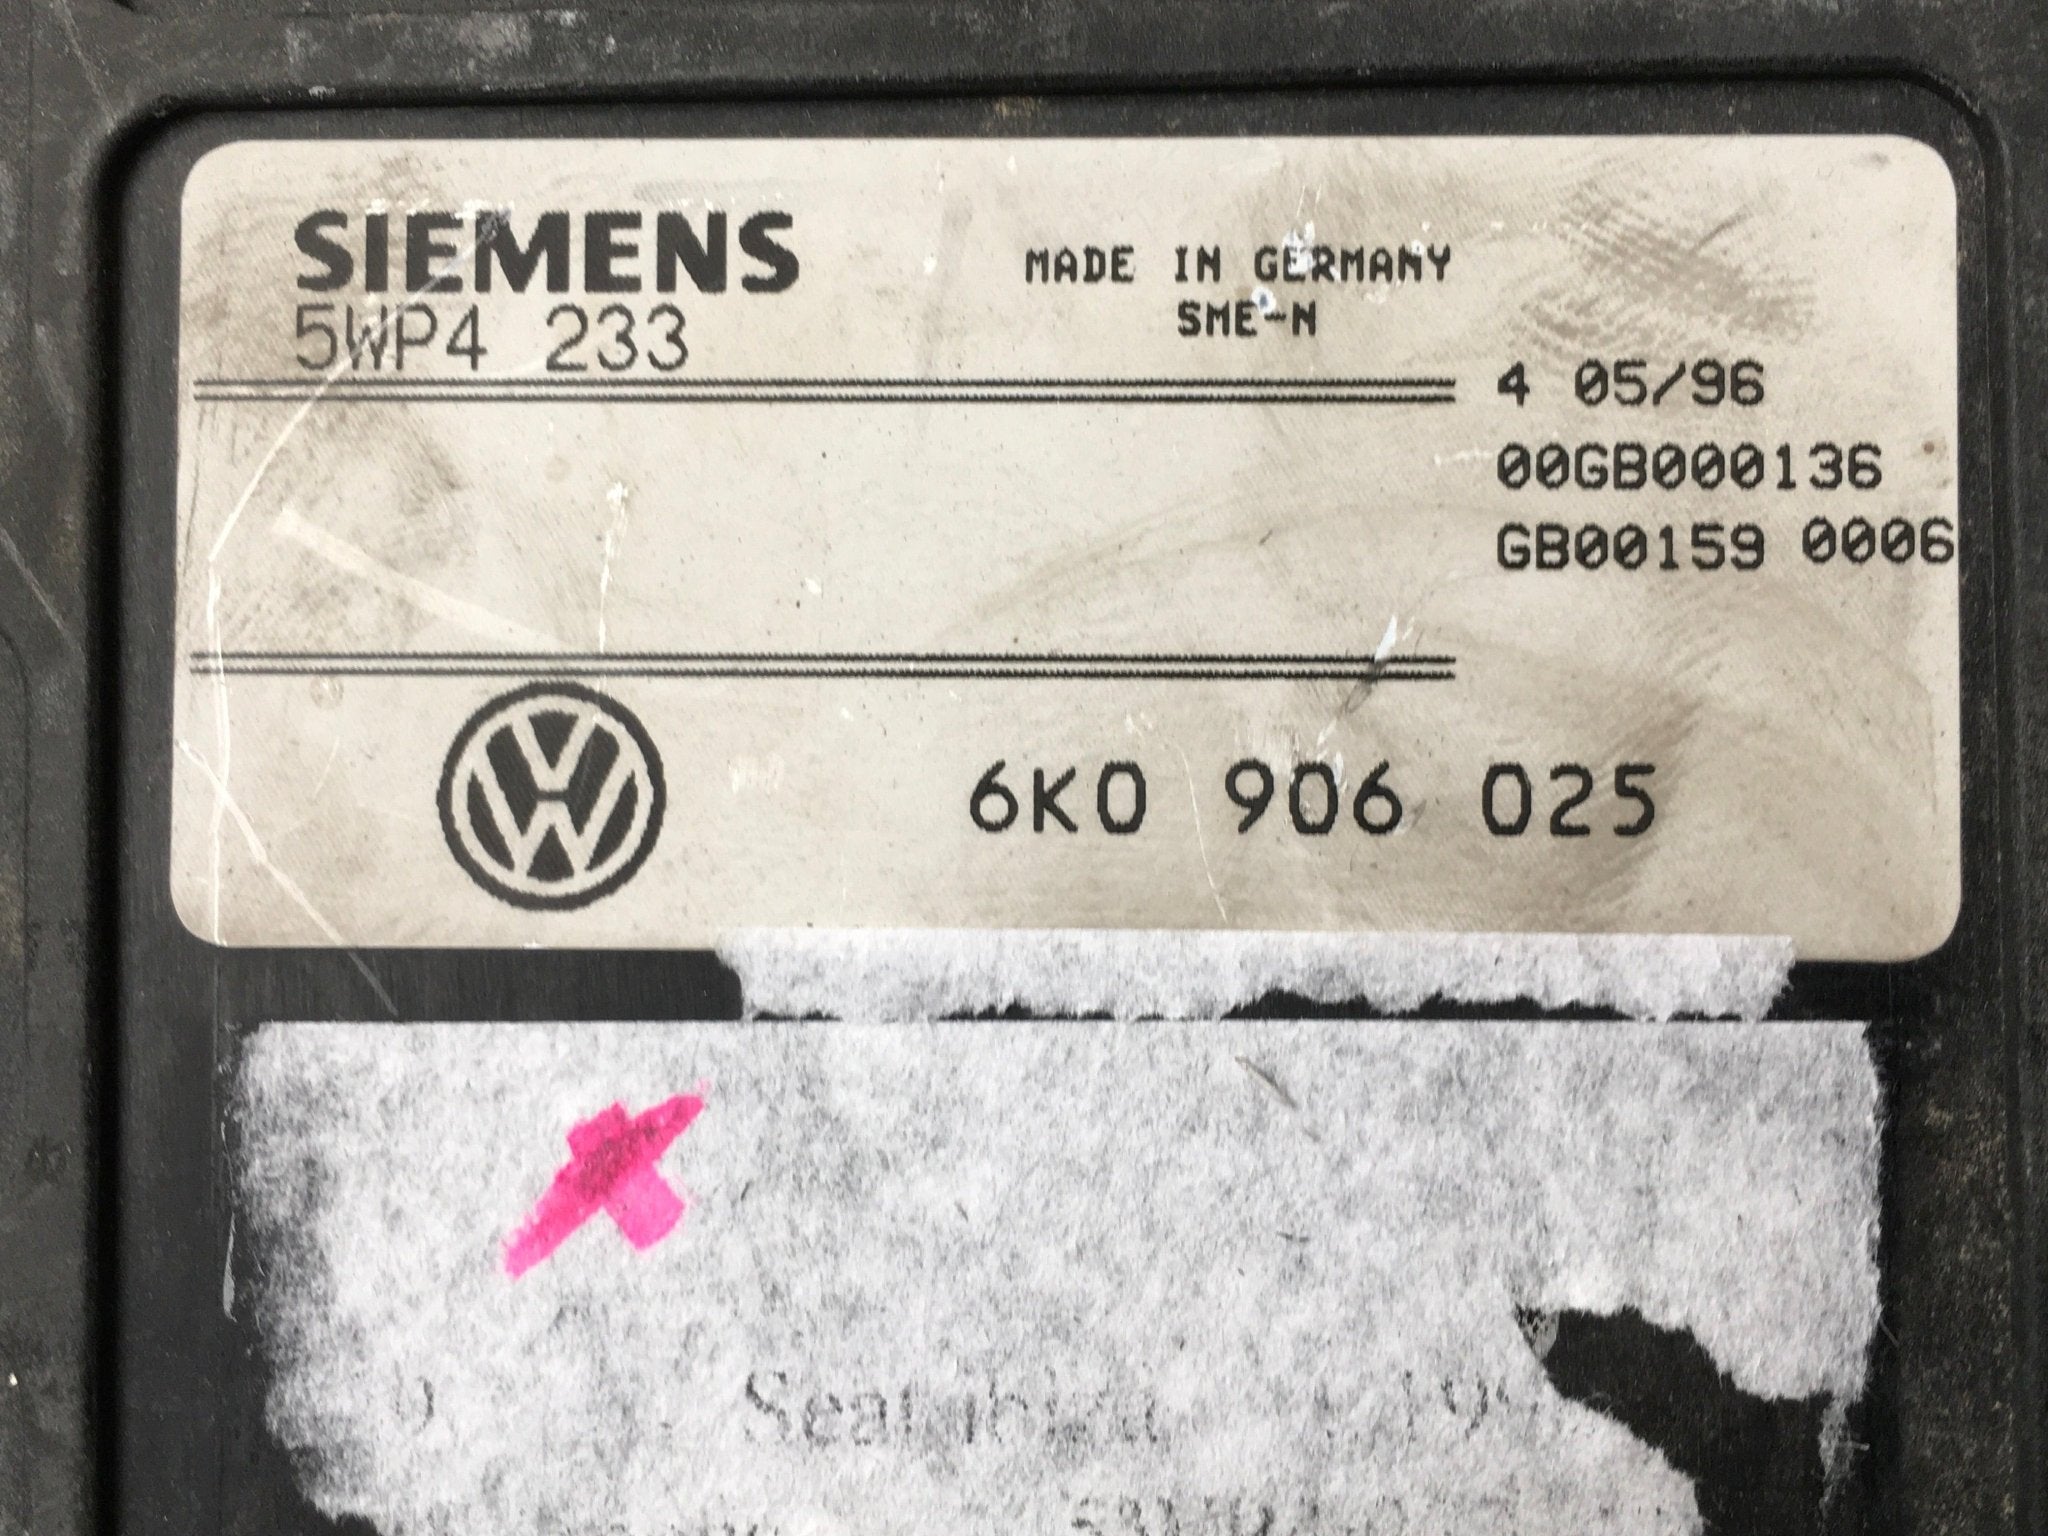 SIEMENS
MADE IN GERMANY
5WP4 233
SME-N
4 05/96
00GB000136
GB00159 0006
6K0 906 025